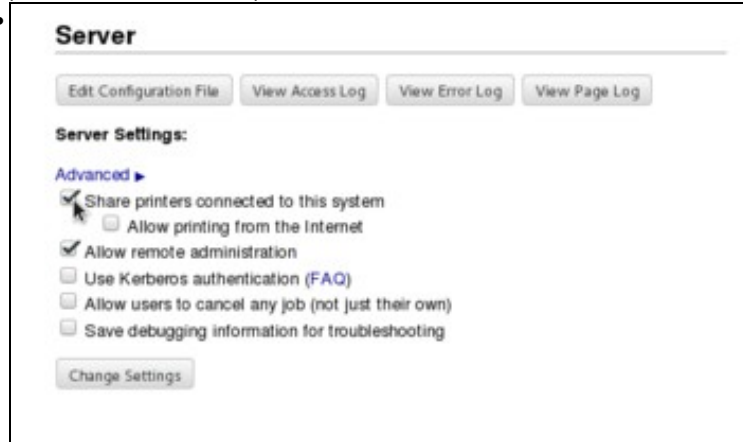 Server
Edit Configuration File View Access Log View Error Log View Page Log
Server Settings:
Advanced ▶
Share printers connected to this system
Allow printing from the Internet
Allow remote administration
Use Kerberos authentication (FAQ)
Allow users to cancel any job (not just their own)
Save debugging information for troubleshooting
Change Settings